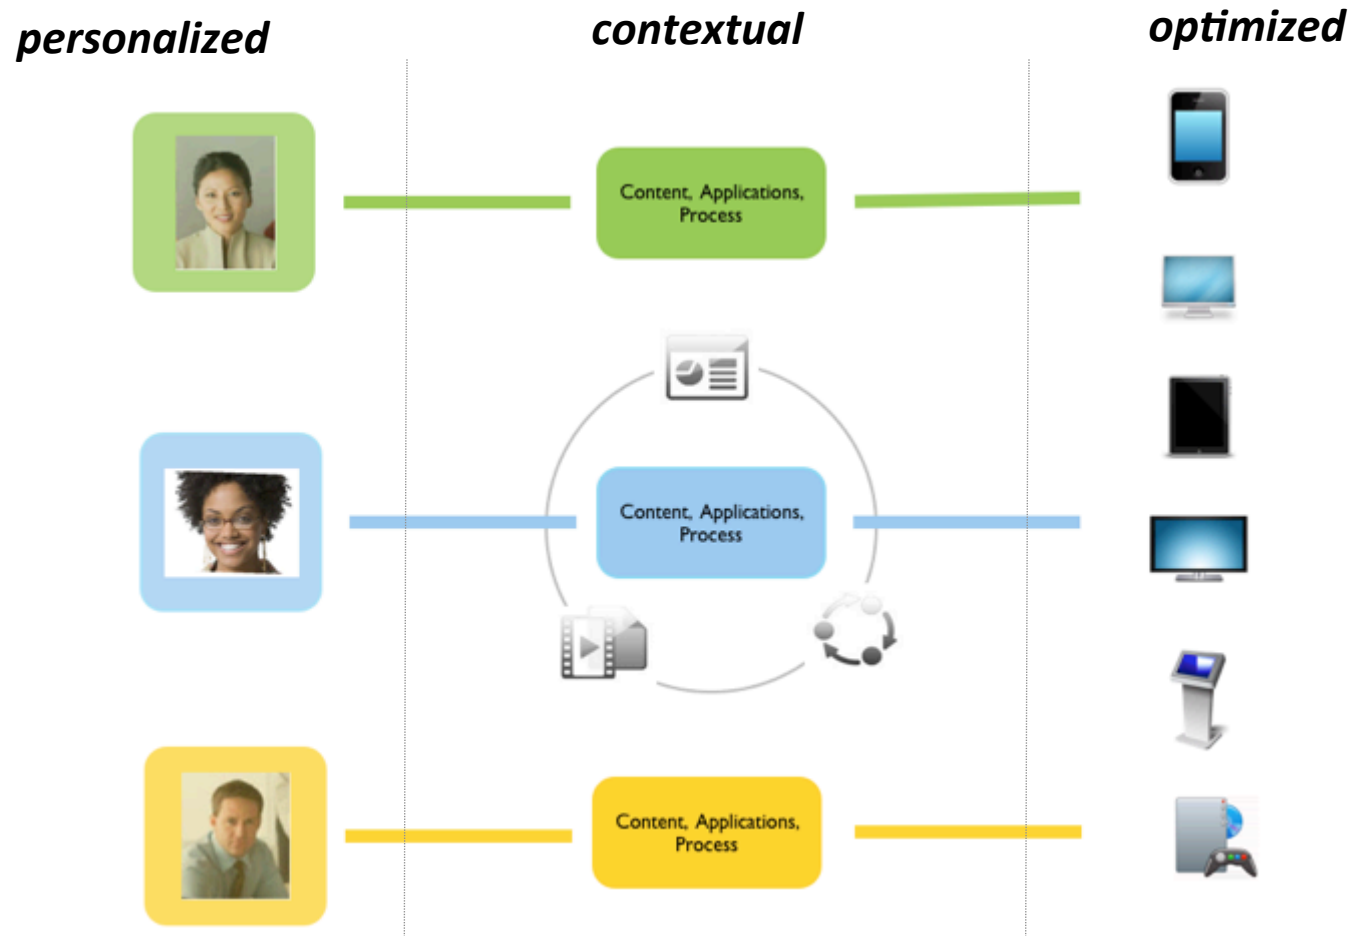 personalized
contextual
optimized
Content, Applications,
Process
Content, Applications,
Process
Content, Applications,
Process